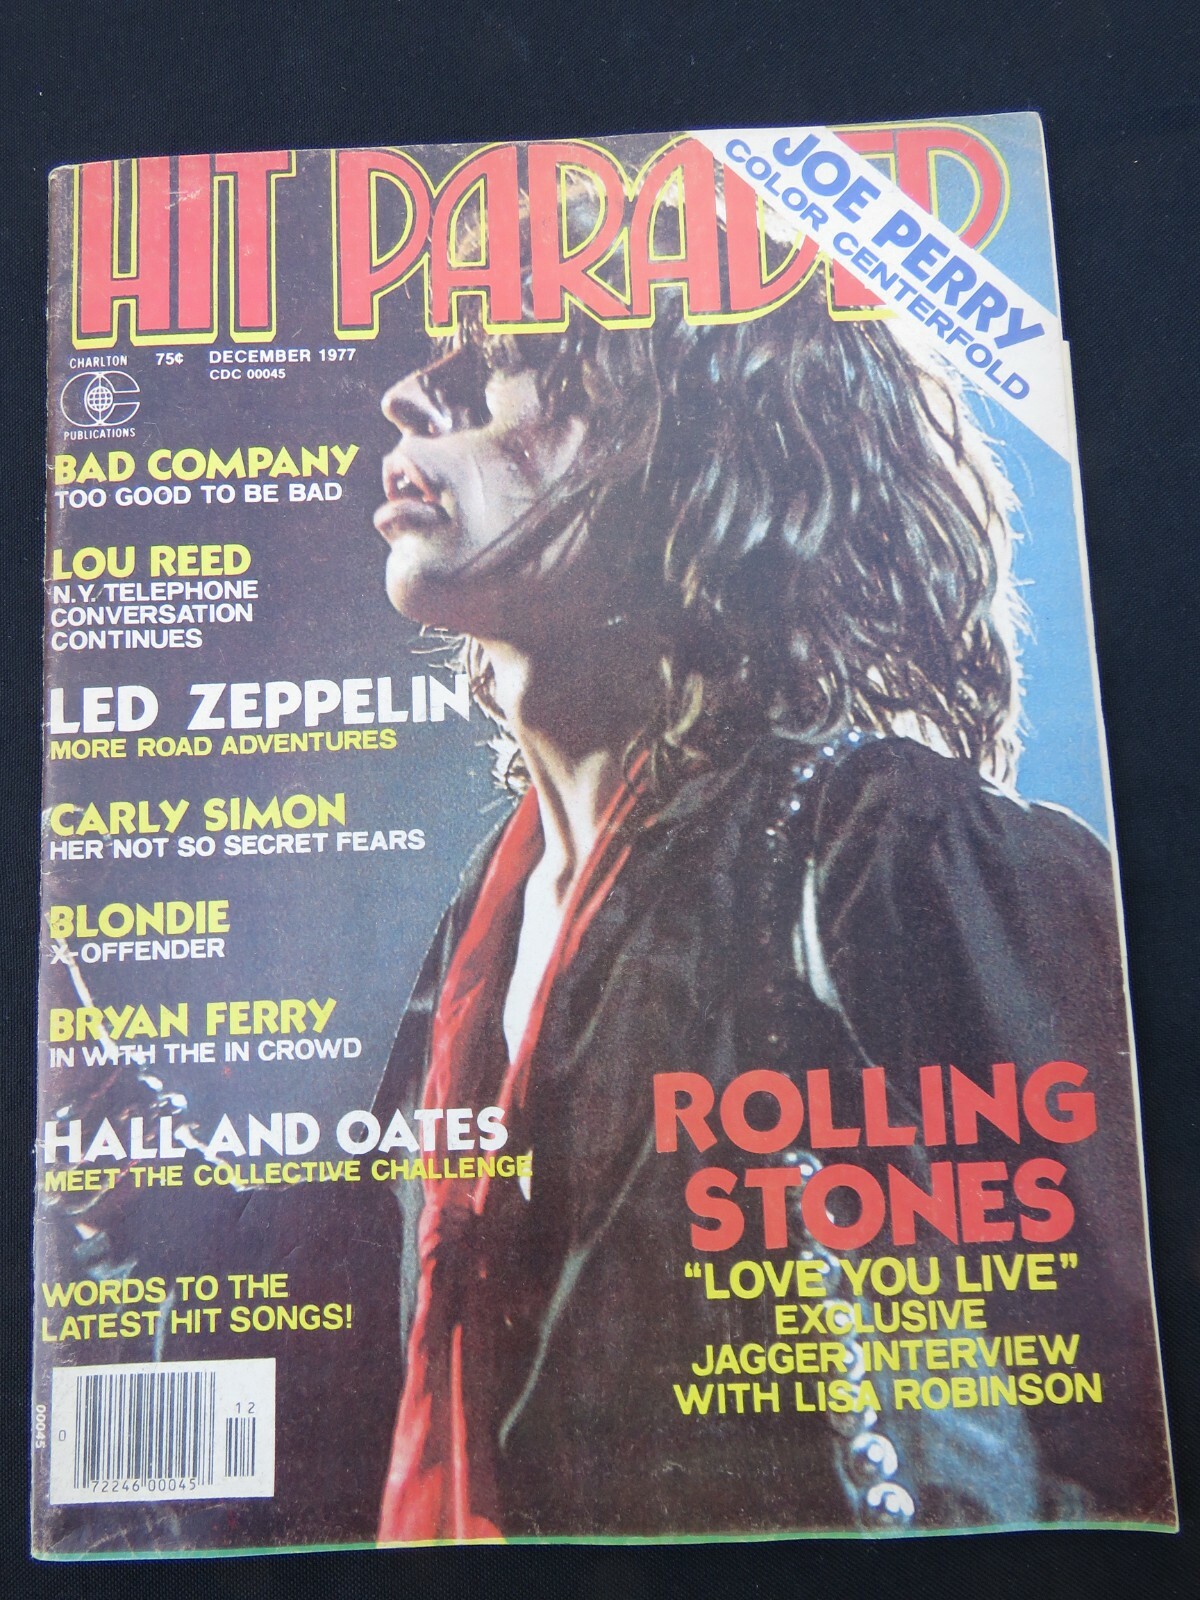 HIT PARADER
JOE PERRY
COLOR CENTERFOLD
CHARLTON
PUBLICATIONS
75¢ DECEMBER 1977
CDC 00045
BAD COMPANY
TOO GOOD TO BE BAD
LOU REED
N.Y. TELEPHONE
CONVERSATION
CONTINUES
LED ZEPPELIN
MORE ROAD ADVENTURES
CARLY SIMON
HER NOT SO SECRET FEARS
BLONDIE
X-OFFENDER
BRYAN FERRY
IN WITH THE IN CROWD
HALL AND OATES
MEET THE COLLECTIVE CHALLENGE
WORDS TO THE
LATEST HIT SONGS!
ROLLING
STONES
“LOVE YOU LIVE”
EXCLUSIVE
JAGGER INTERVIEW
WITH LISA ROBINSON
00045
12
0 72246 00045